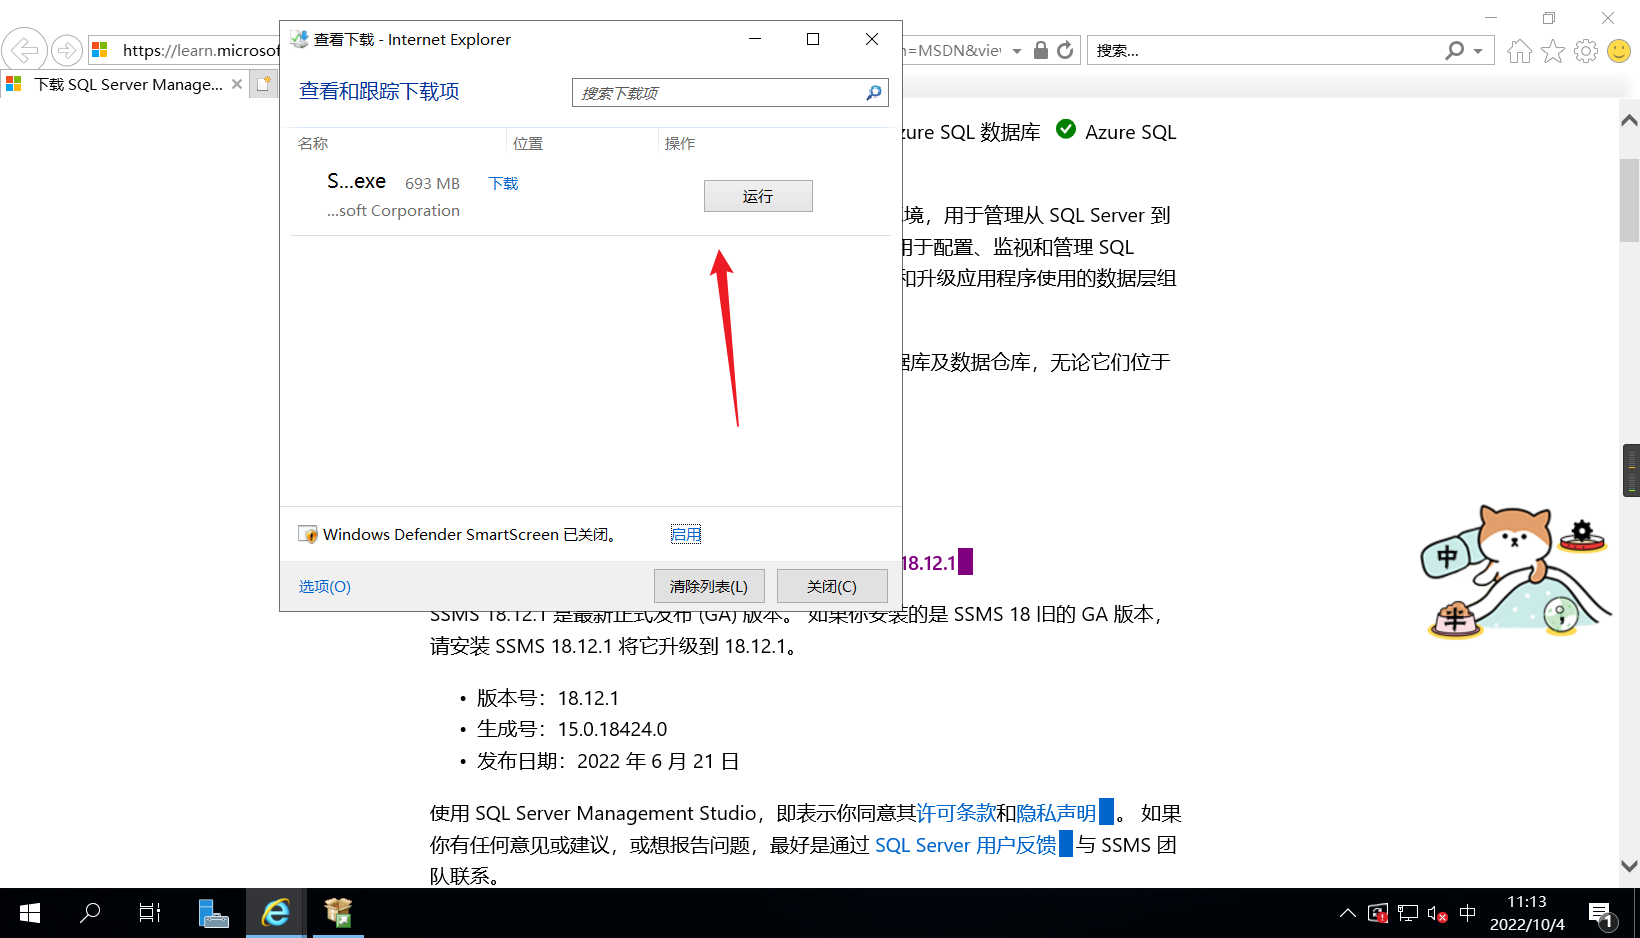 查看下载 - Internet Explorer
https://learn.microsof
=MSDN&vie
搜索...
下载 SQL Server Manage...
查看和跟踪下载项
搜索下载项
名称
位置
操作
S...exe
693 MB
下载
运行
...soft Corporation
zure SQL 数据库
Azure SQL
境，用于管理从 SQL Server 到
用于配置、监视和管理 SQL
和升级应用程序使用的数据层组
据库及数据仓库，无论它们位于
Windows Defender SmartScreen 已关闭。
启用
选项(O)
清除列表(L)
关闭(C)
18.12.1
SSMS 18.12.1 是最新正式发布 (GA) 版本。 如果你安装的是 SSMS 18 旧的 GA 版本，
请安装 SSMS 18.12.1 将它升级到 18.12.1。
• 版本号：18.12.1
• 生成号：15.0.18424.0
• 发布日期：2022 年 6 月 21 日
使用 SQL Server Management Studio，即表示你同意其许可条款和隐私声明 。 如果
你有任何意见或建议，或想报告问题，最好是通过 SQL Server 用户反馈 与 SSMS 团
队联系。
中
半
中
11:13
2022/10/4
1